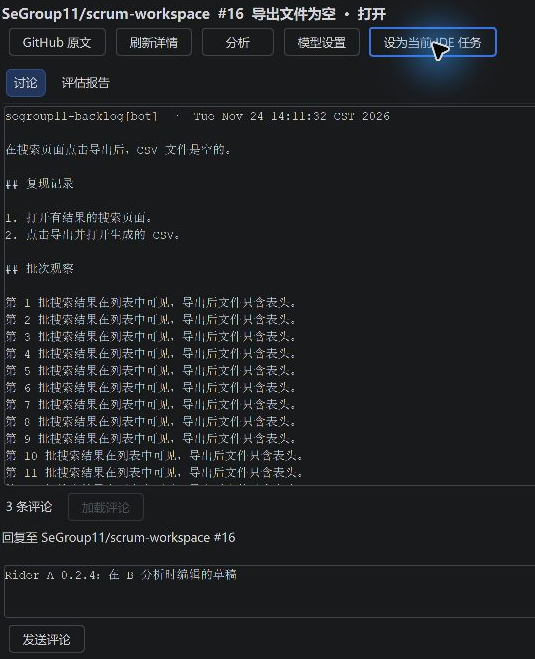 SeGroup11/scrum-workspace #16 导出文件为空 · 打开
GitHub 原文 刷新详情 分析 模型设置 设为当前 IDE 任务
讨论 评估报告
segroup11-backlog[bot] · Tue Nov 24 14:11:32 CST 2026
在搜索页面点击导出后，CSV 文件是空的。
## 复现记录
1. 打开有结果的搜索页面。
2. 点击导出并打开生成的 CSV。
## 批次观察
第 1 批搜索结果在列表中可见，导出后文件只含表头。
第 2 批搜索结果在列表中可见，导出后文件只含表头。
第 3 批搜索结果在列表中可见，导出后文件只含表头。
第 4 批搜索结果在列表中可见，导出后文件只含表头。
第 5 批搜索结果在列表中可见，导出后文件只含表头。
第 6 批搜索结果在列表中可见，导出后文件只含表头。
第 7 批搜索结果在列表中可见，导出后文件只含表头。
第 8 批搜索结果在列表中可见，导出后文件只含表头。
第 9 批搜索结果在列表中可见，导出后文件只含表头。
第 10 批搜索结果在列表中可见，导出后文件只含表头。
第 11 批搜索结果在列表中可见，导出后文件只含表头。
3 条评论 加载评论
回复至 SeGroup11/scrum-workspace #16
Rider A 0.2.4：在 B 分析时编辑的草稿
发送评论